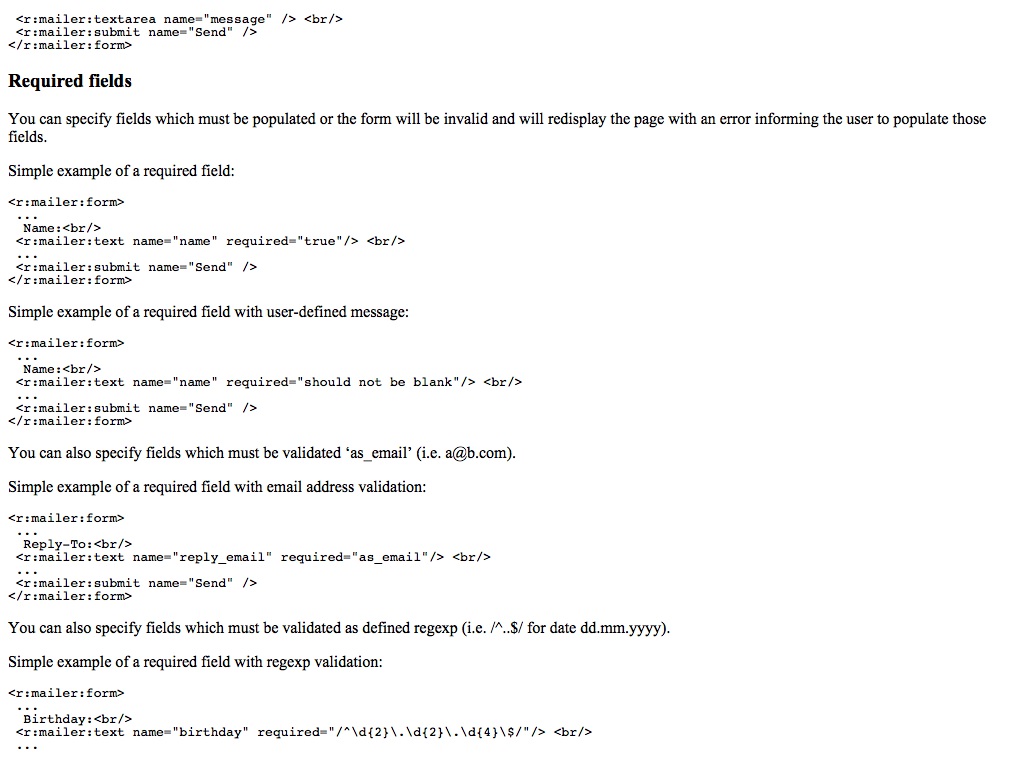 <r:mailer:textarea name="message" /> <br/>
<r:mailer:submit name="Send" />
</r:mailer:form>
Required fields
You can specify fields which must be populated or the form will be invalid and will redisplay the page with an error informing the user to populate those
fields.
Simple example of a required field:
<r:mailer:form>
...
Name:<br/>
<r:mailer:text name="name" required="true"/> <br/>
...
<r:mailer:submit name="Send" />
</r:mailer:form>
Simple example of a required field with user-defined message:
<r:mailer:form>
...
Name:<br/>
<r:mailer:text name="name" required="should not be blank"/> <br/>
...
<r:mailer:submit name="Send" />
</r:mailer:form>
You can also specify fields which must be validated ‘as_email’ (i.e. a@b.com).
Simple example of a required field with email address validation:
<r:mailer:form>
...
Reply-To:<br/>
<r:mailer:text name="reply_email" required="as_email"/> <br/>
...
<r:mailer:submit name="Send" />
</r:mailer:form>
You can also specify fields which must be validated as defined regexp (i.e. /^..$/ for date dd.mm.yyyy).
Simple example of a required field with regexp validation:
<r:mailer:form>
...
Birthday:<br/>
<r:mailer:text name="birthday" required="/^\d{2}\.\d{2}\.\d{4}\$/"/> <br/>
...